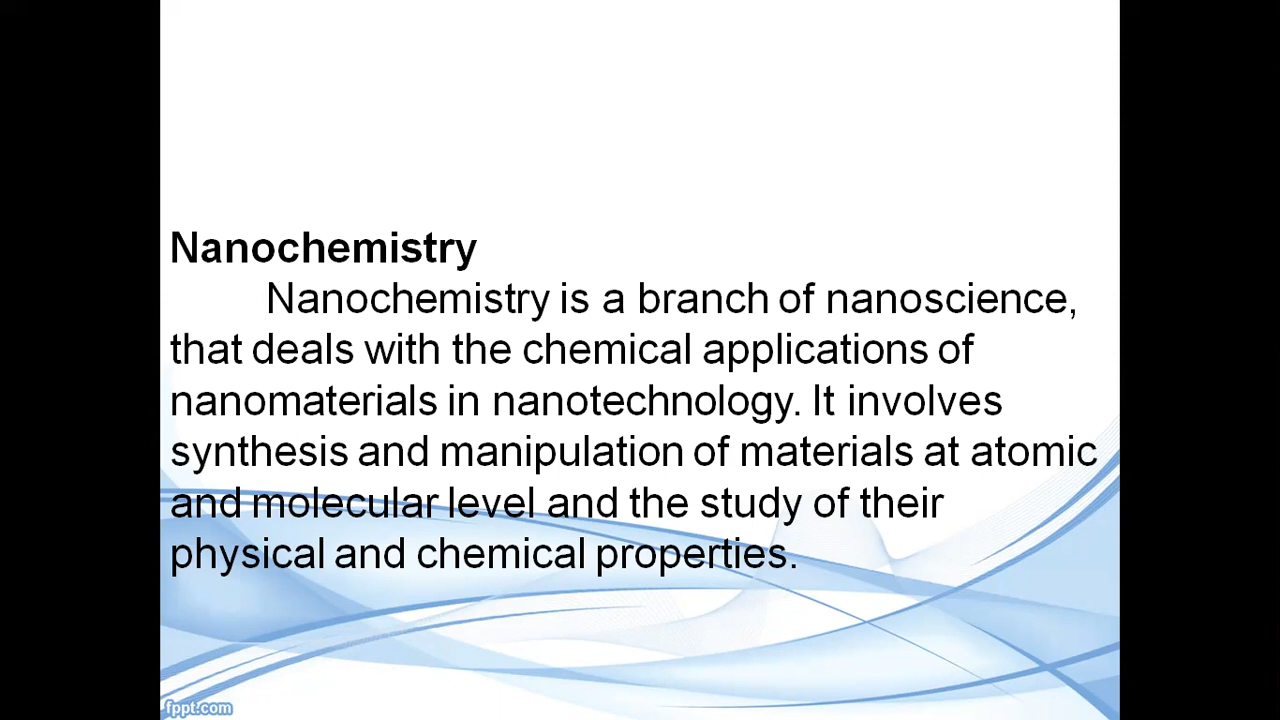 Nanochemistry
Nanochemistry is a branch of nanoscience,
that deals with the chemical applications of
nanomaterials in nanotechnology. It involves
synthesis and manipulation of materials at atomic
and molecular level and the study of their
physical and chemical properties.
fppt.com